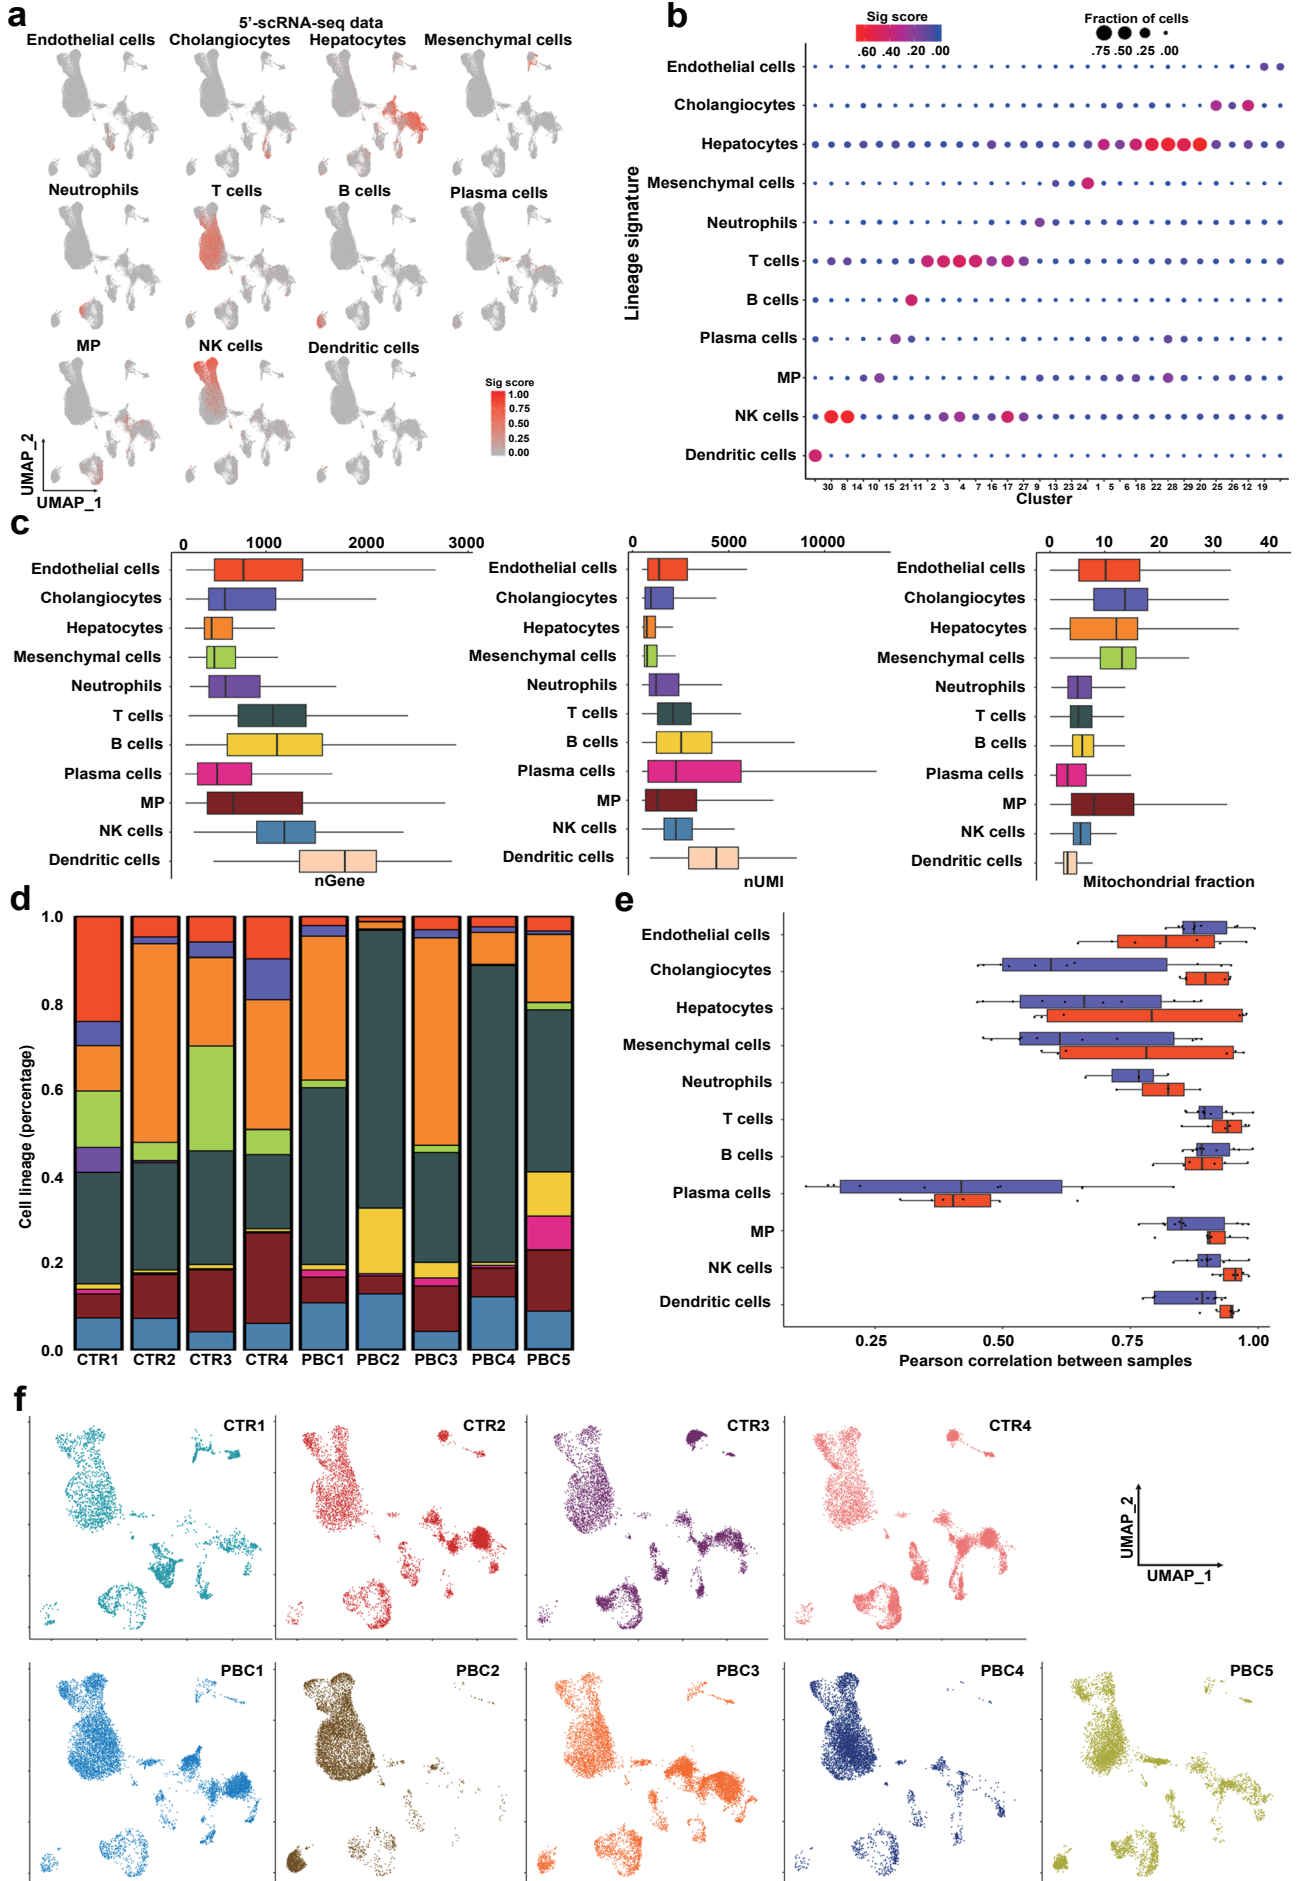 a
5'-scRNA-seq data
Endothelial cells Cholangiocytes Hepatocytes Mesenchymal cells
Neutrophils T cells B cells Plasma cells
MP NK cells Dendritic cells
Sig score
1.00
0.75
0.50
0.25
0.00
UMAP_2
UMAP_1
b
Sig score
.60 .40 .20 .00
Fraction of cells
.75 .50 .25 .00
Lineage signature
Endothelial cells
Cholangiocytes
Hepatocytes
Mesenchymal cells
Neutrophils
T cells
B cells
Plasma cells
MP
NK cells
Dendritic cells
30 8 14 10 15 21 11 2 3 4 7 16 17 27 9 13 23 24 1 5 6 18 22 28 29 20 25 26 12 19
Cluster
c
0 1000 2000 3000
Endothelial cells
Cholangiocytes
Hepatocytes
Mesenchymal cells
Neutrophils
T cells
B cells
Plasma cells
MP
NK cells
Dendritic cells
nGene
0 5000 10000
Endothelial cells
Cholangiocytes
Hepatocytes
Mesenchymal cells
Neutrophils
T cells
B cells
Plasma cells
MP
NK cells
Dendritic cells
nUMI
0 10 20 30 40
Endothelial cells
Cholangiocytes
Hepatocytes
Mesenchymal cells
Neutrophils
T cells
B cells
Plasma cells
MP
NK cells
Dendritic cells
Mitochondrial fraction
d
Cell lineage (percentage)
1.0
0.8
0.6
0.4
0.2
0.0
CTR1 CTR2 CTR3 CTR4 PBC1 PBC2 PBC3 PBC4 PBC5
e
Endothelial cells
Cholangiocytes
Hepatocytes
Mesenchymal cells
Neutrophils
T cells
B cells
Plasma cells
MP
NK cells
Dendritic cells
0.25 0.50 0.75 1.00
Pearson correlation between samples
f
CTR1 CTR2 CTR3 CTR4
UMAP_2
UMAP_1
PBC1 PBC2 PBC3 PBC4 PBC5